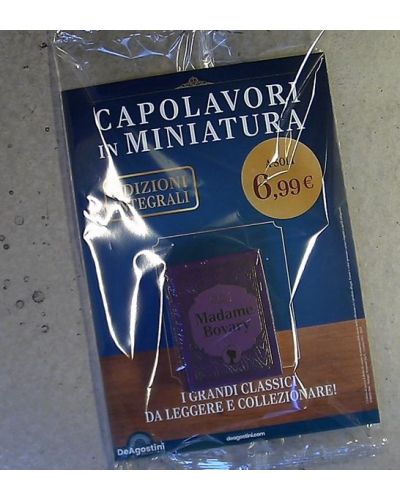 CAPOLAVORI
IN MINIATURA
EDIZIONI
INTEGRALI
A SOLI
6,99€
Madame
Bovary
I GRANDI CLASSICI
DA LEGGERE E COLLEZIONARE!
DeAgostini
deagostini.com